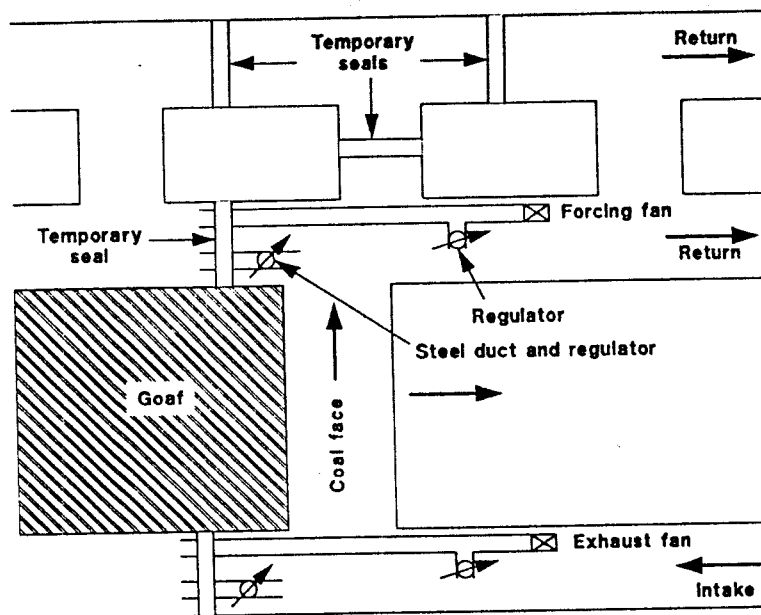 Temporary
seals
Return
Forcing fan
Temporary
seal
Return
Regulator
Steel duct and regulator
Goaf
Coal face
Exhaust fan
Intake